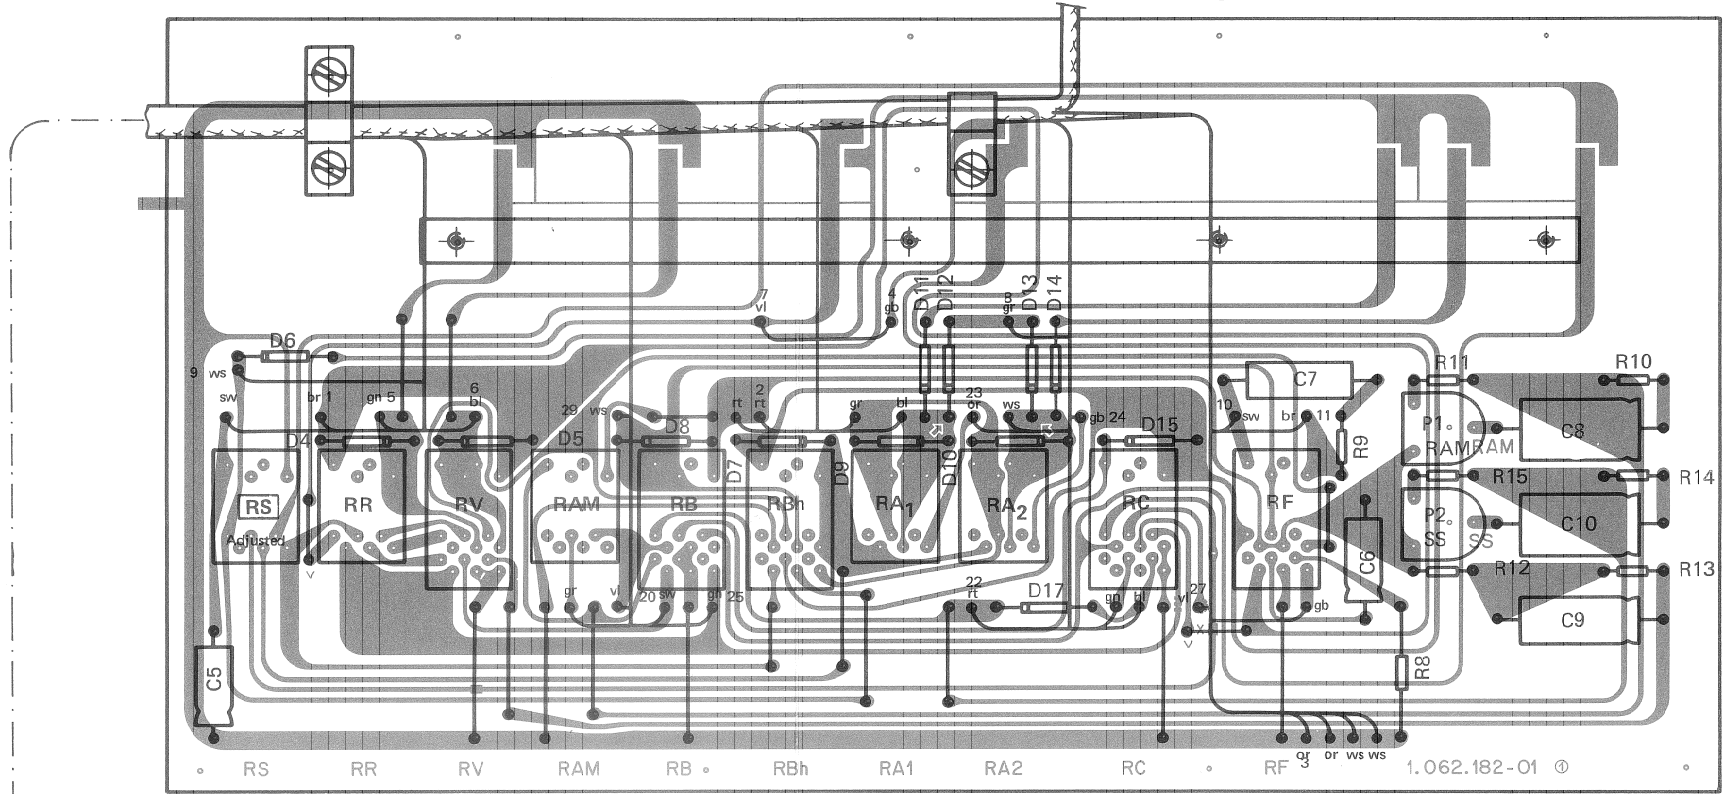 7
vl
4
gb
D11
D12
8
gr
D13
D14
D6
9 ws
sw
br 1
gn 5
6
bl
29 ws
rt
2
rt
gr
bl
23
or
ws
gb 24
10
sw
br 11
C7
R11
R10
D4
D5
D8
D7
D9
D10
D15
R9
P1
RAM
RAM
C8
RS
Adjusted
RR
RV
RAM
RB
RBh
RA1
RA2
RC
RF
R15
R14
P2
SS
SS
C10
C6
R12
R13
gr
vl
20 sw
gn 25
22
rt
D17
gn
bl
vl 27
gb
C9
C5
R8
or
3
or
ws
ws
RS
RR
RV
RAM
RB
RBh
RA1
RA2
RC
RF
1.062.182-01 ①